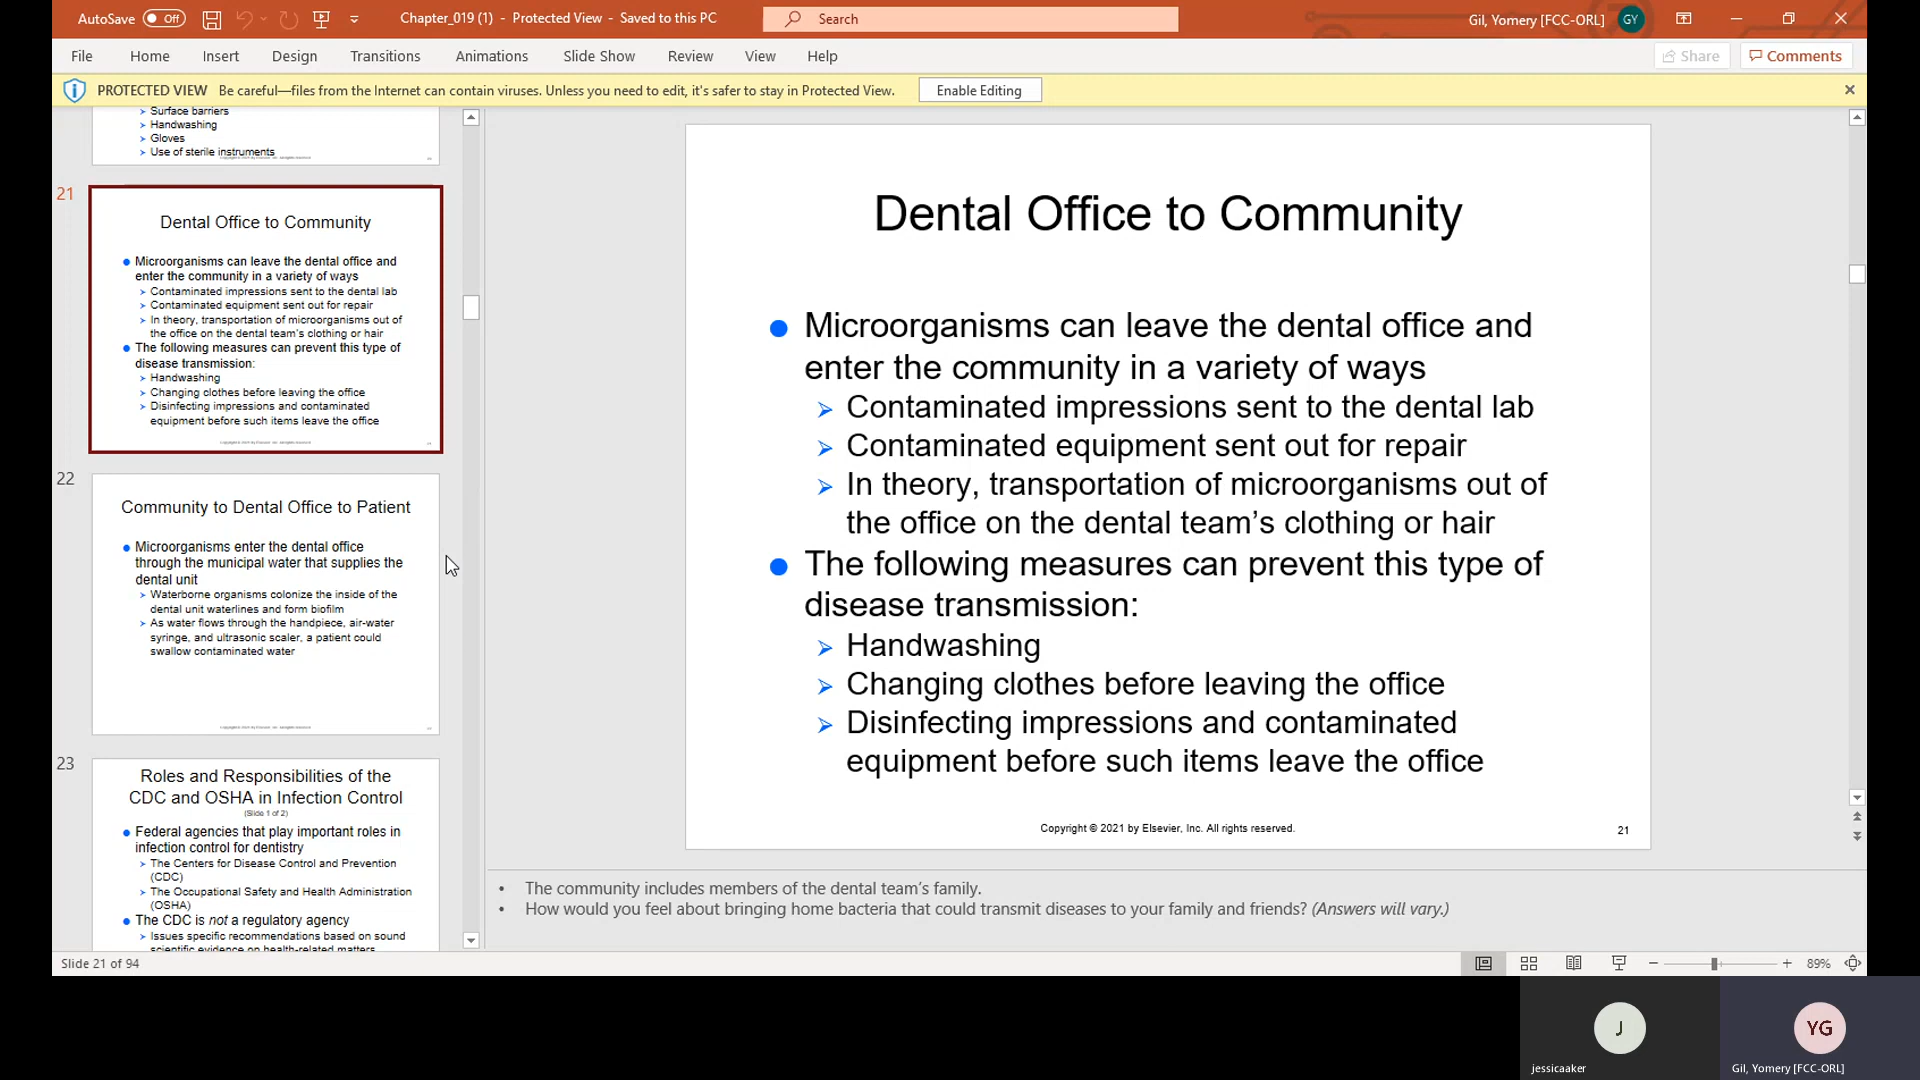 AutoSave Off
Chapter_019 (1) - Protected View - Saved to this PC
Search
Gil, Yomery [FCC-ORL]
GY
File Home Insert Design Transitions Animations Slide Show Review View Help
Share
Comments
PROTECTED VIEW Be careful—files from the Internet can contain viruses. Unless you need to edit, it's safer to stay in Protected View.
Enable Editing
Surface barriers
Handwashing
Gloves
Use of sterile instruments
21
Dental Office to Community
Microorganisms can leave the dental office and
enter the community in a variety of ways
Contaminated impressions sent to the dental lab
Contaminated equipment sent out for repair
In theory, transportation of microorganisms out of
the office on the dental team's clothing or hair
The following measures can prevent this type of
disease transmission:
Handwashing
Changing clothes before leaving the office
Disinfecting impressions and contaminated
equipment before such items leave the office
22
Community to Dental Office to Patient
Microorganisms enter the dental office
through the municipal water that supplies the
dental unit
Waterborne organisms colonize the inside of the
dental unit waterlines and form biofilm
As water flows through the handpiece, air-water
syringe, and ultrasonic scaler, a patient could
swallow contaminated water
23
Roles and Responsibilities of the
CDC and OSHA in Infection Control
(Slide 1 of 2)
Federal agencies that play important roles in
infection control for dentistry
The Centers for Disease Control and Prevention
(CDC)
The Occupational Safety and Health Administration
(OSHA)
The CDC is not a regulatory agency
Issues specific recommendations based on sound
scientific evidence on health-related matters
Dental Office to Community
Microorganisms can leave the dental office and
enter the community in a variety of ways
Contaminated impressions sent to the dental lab
Contaminated equipment sent out for repair
In theory, transportation of microorganisms out of
the office on the dental team’s clothing or hair
The following measures can prevent this type of
disease transmission:
Handwashing
Changing clothes before leaving the office
Disinfecting impressions and contaminated
equipment before such items leave the office
Copyright © 2021 by Elsevier, Inc. All rights reserved.
21
The community includes members of the dental team’s family.
How would you feel about bringing home bacteria that could transmit diseases to your family and friends? (Answers will vary.)
Slide 21 of 94
89%
J
jessicaaker
YG
Gil, Yomery [FCC-ORL]